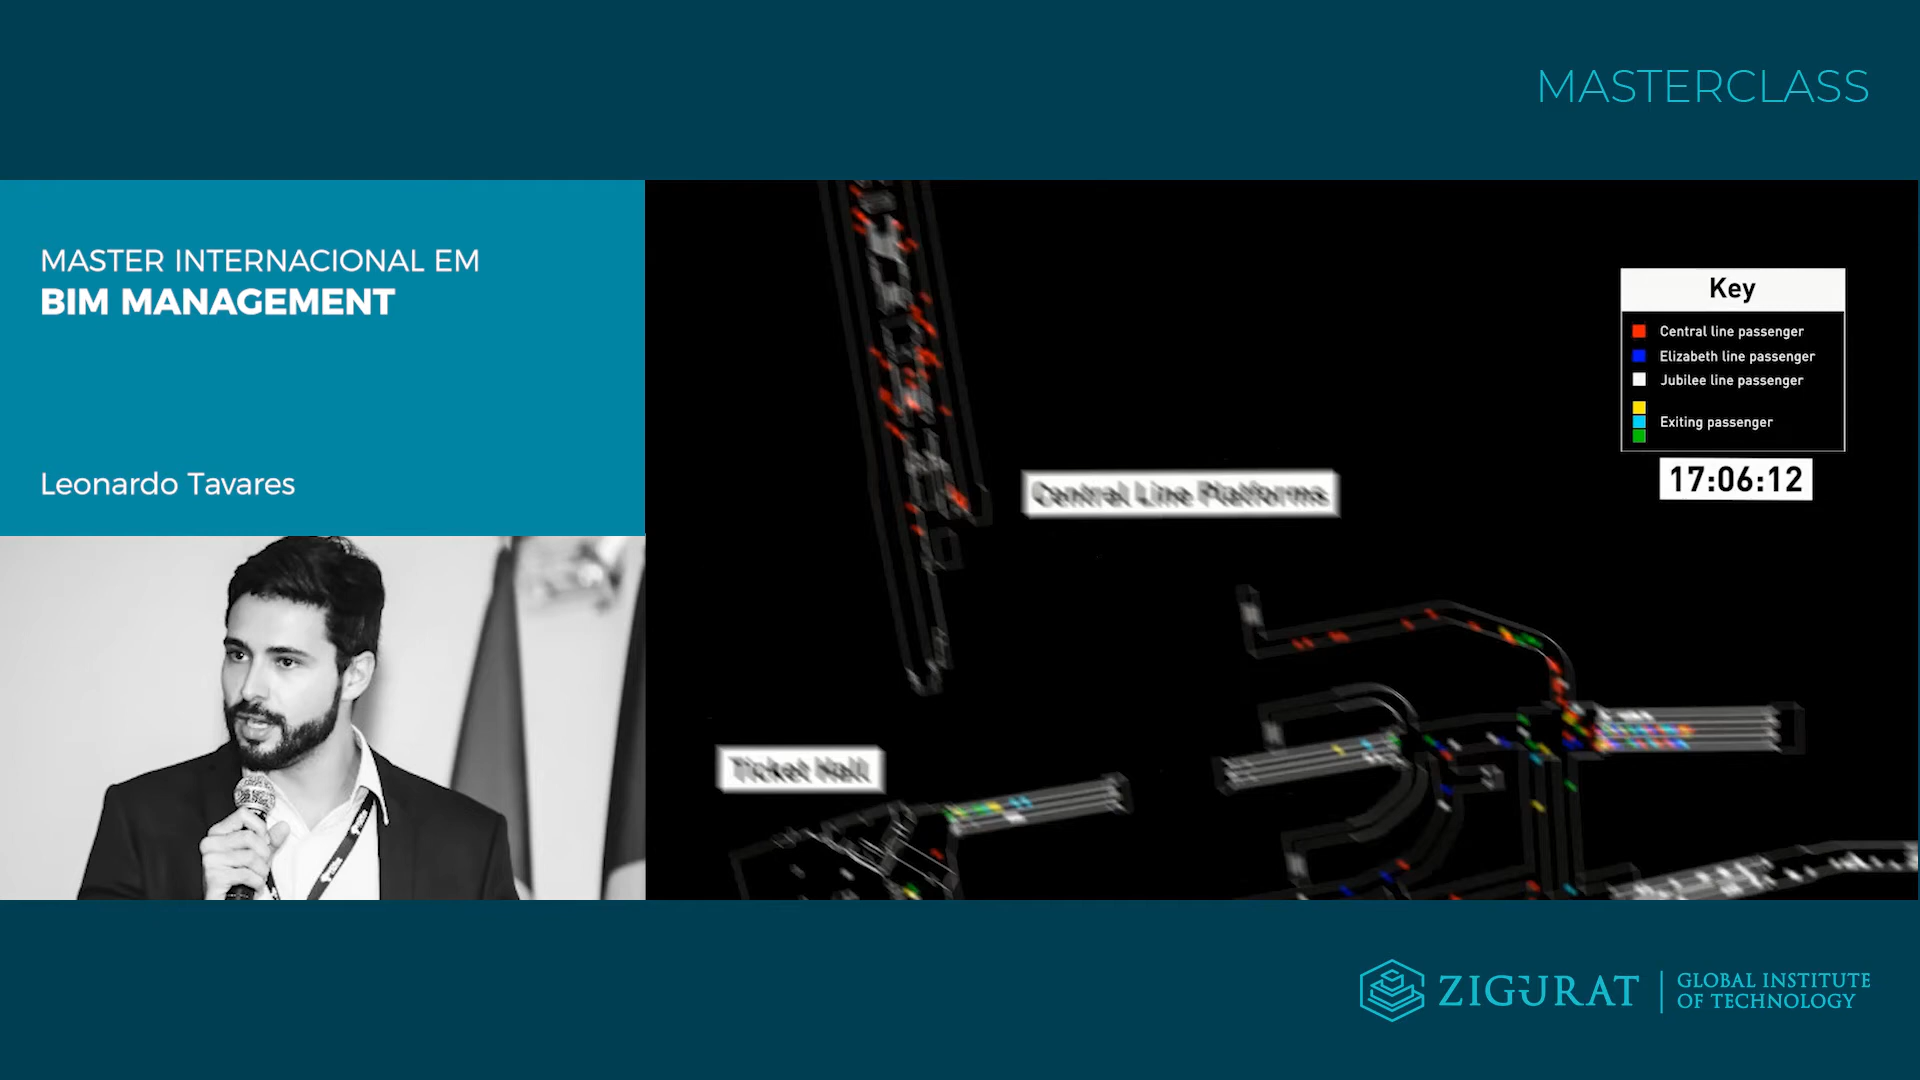 MASTERCLASS
MASTER INTERNACIONAL EM
BIM MANAGEMENT
Leonardo Tavares
Key
Central line passenger
Elizabeth line passenger
Jubilee line passenger
Exiting passenger
17:06:12
Central Line Platforms
Ticket Hall
ZIGURAT
GLOBAL INSTITUTE
OF TECHNOLOGY